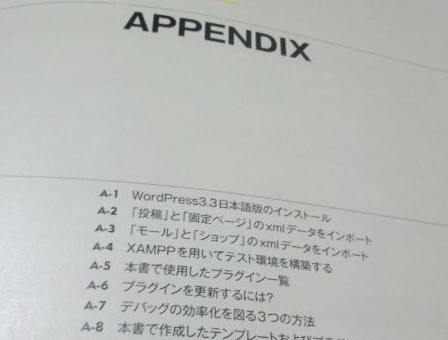 APPENDIX
A-1 WordPress3.3日本語版のインストール
A-2 「投稿」と「固定ページ」のxmlデータをインポート
A-3 「モール」と「ショップ」のxmlデータをインポート
A-4 XAMPPを用いてテスト環境を構築する
A-5 本書で使用したプラグイン一覧
A-6 プラグインを更新するには?
A-7 デバッグの効率化を図る3つの方法
A-8 本書で作成したテンプレートおよび